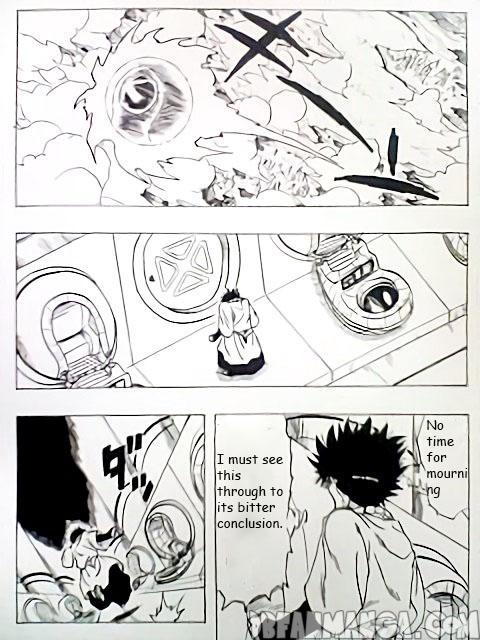 ダッ
No
time
for
mourni
ng
I must see
this
through to
its bitter
conclusion.
DBFANMANGA.COM